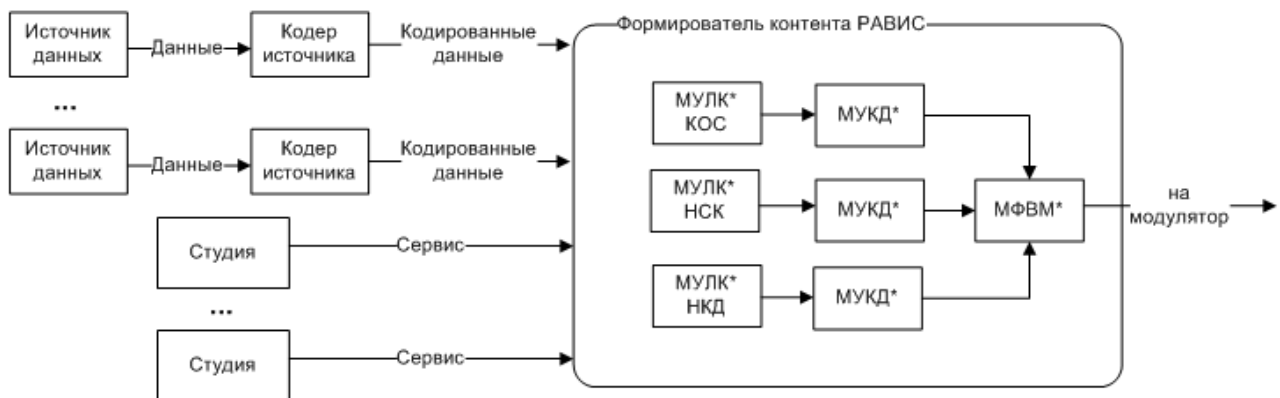 Формирователь контента РАВИС
Источник
данных
Данные
Кодер
источника
Кодированные
данные
...
Источник
данных
Данные
Кодер
источника
Кодированные
данные
Студия
Сервис
...
Студия
Сервис
МУЛК*
КОС
МУКД*
МУЛК*
НСК
МУКД*
МФВМ*
на
модулятор
МУЛК*
НКД
МУКД*